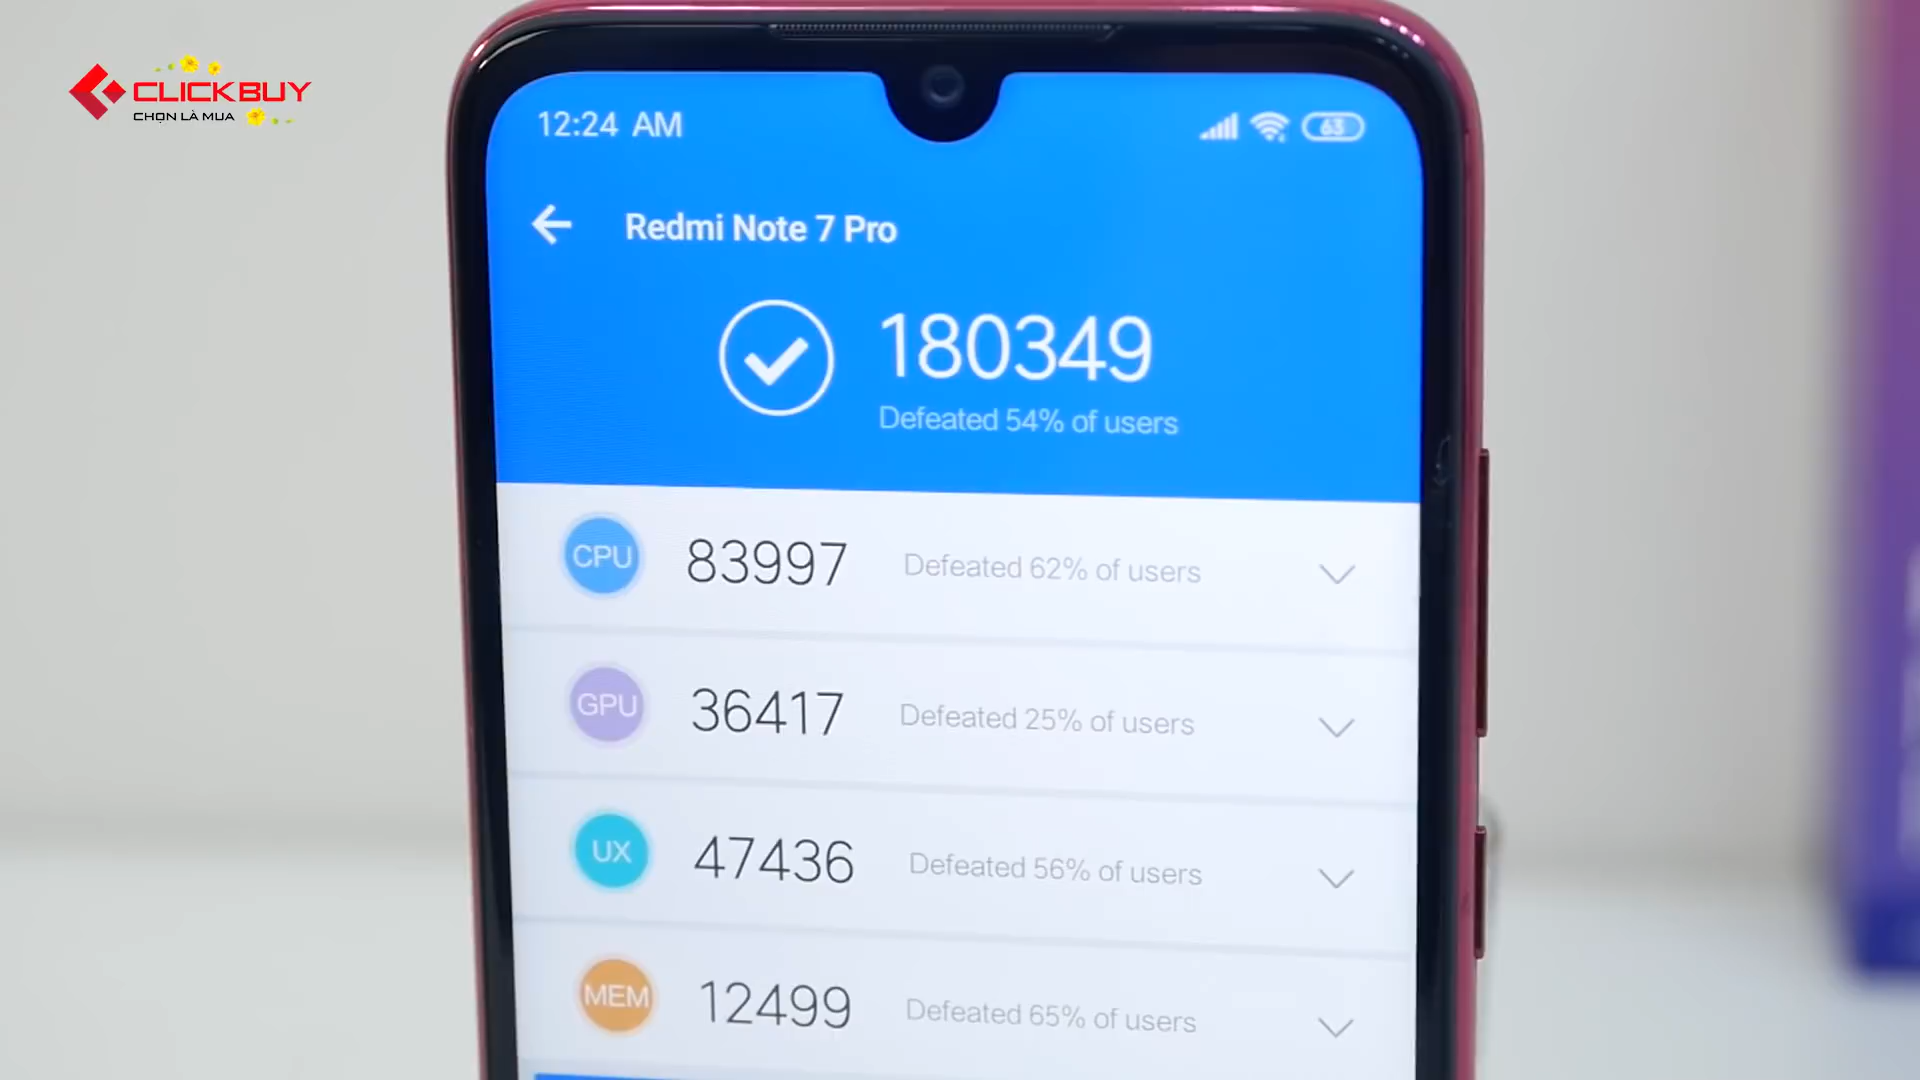 CLICKBUY
CHỌN LÀ MUA
12:24 AM
63
Redmi Note 7 Pro
180349
Defeated 54% of users
CPU 83997 Defeated 62% of users
GPU 36417 Defeated 25% of users
UX 47436 Defeated 56% of users
MEM 12499 Defeated 65% of users